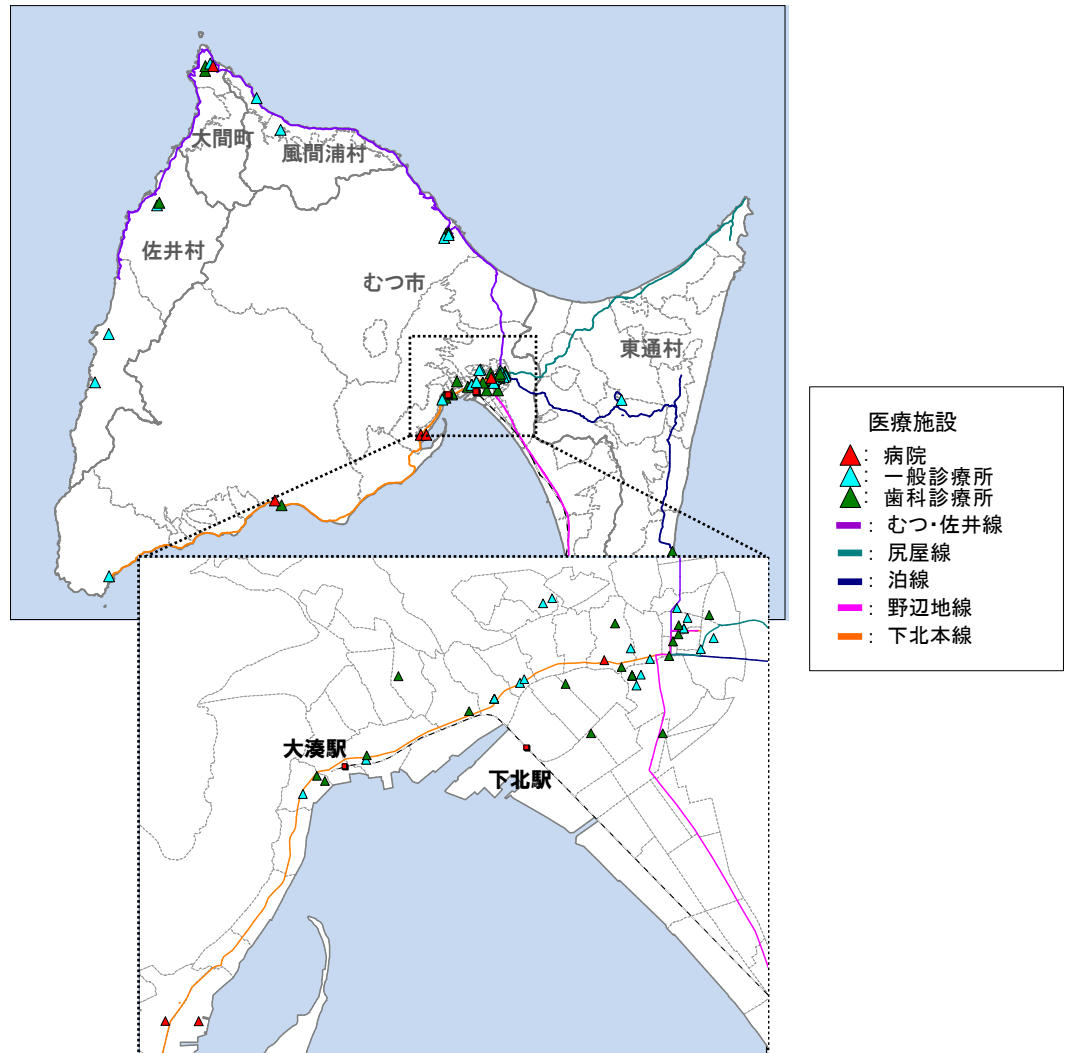 大間町
風間浦村
佐井村
むつ市
東通村
大湊駅
下北駅
医療施設
：病院
：一般診療所
：歯科診療所
：むつ・佐井線
：尻屋線
：泊線
：野辺地線
：下北本線